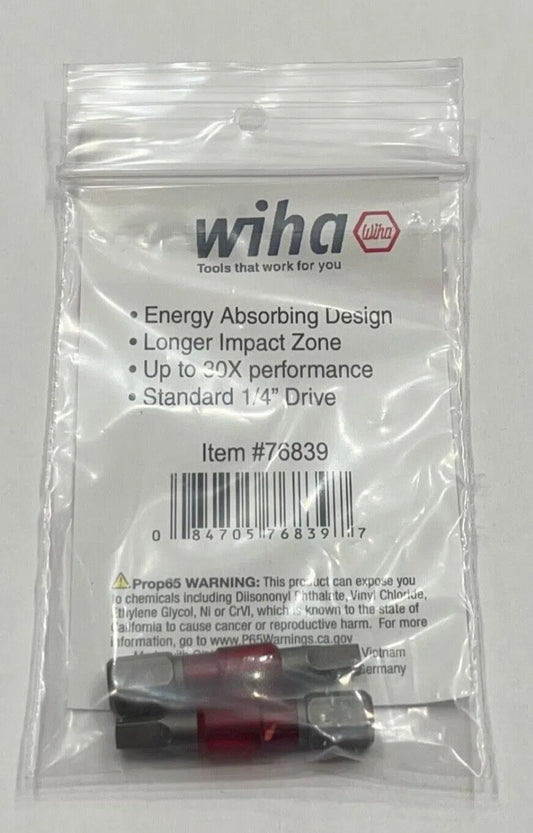 wiha Wiha
Tools that work for you
• Energy Absorbing Design
• Longer Impact Zone
• Up to 30X performance
• Standard 1/4" Drive
Item #76839
0 84705 76839 7
Prop65 WARNING: This product can expose you
to chemicals including Diisononyl Phthalate, Vinyl Chloride,
Ethylene Glycol, Ni or CrVI, which is known to the state of
California to cause cancer or reproductive harm. For more
information, go to www.P65Warnings.ca.gov
Vietnam
Germany